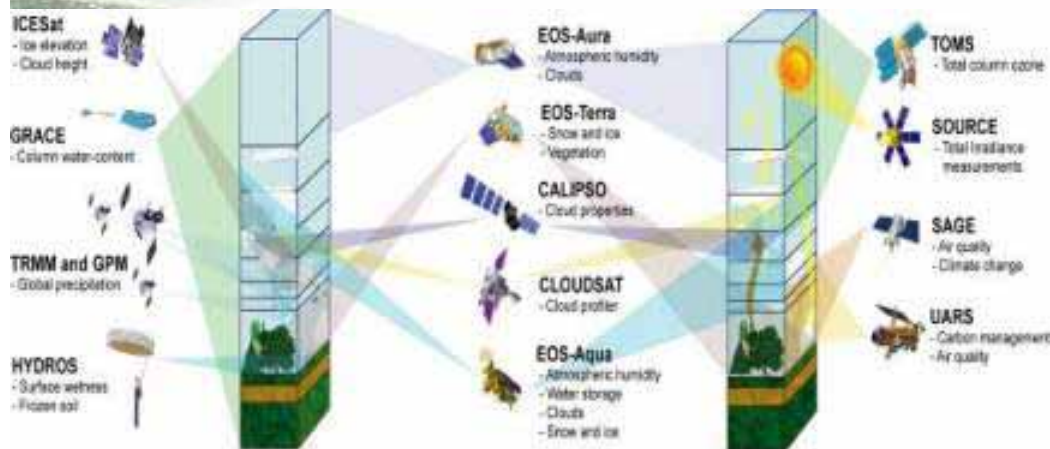 ICESat
- Ice elevation
- Cloud height
GRACE
- Column water-content
TRMM and GPM
- Global precipitation
HYDROS
- Surface wetness
- Frozen soil
EOS-Aura
- Atmospheric humidity
- Clouds
EOS-Terra
- Snow and ice
- Vegetation
CALIPSO
- Cloud properties
CLOUDSAT
- Cloud profiler
EOS-Aqua
- Atmospheric humidity
- Water storage
- Clouds
- Snow and ice
TOMS
- Total column ozone
SOURCE
- Total Irradiance
measurements
SAGE
- Air quality
- Climate change
UARS
- Carbon management
- Air quality